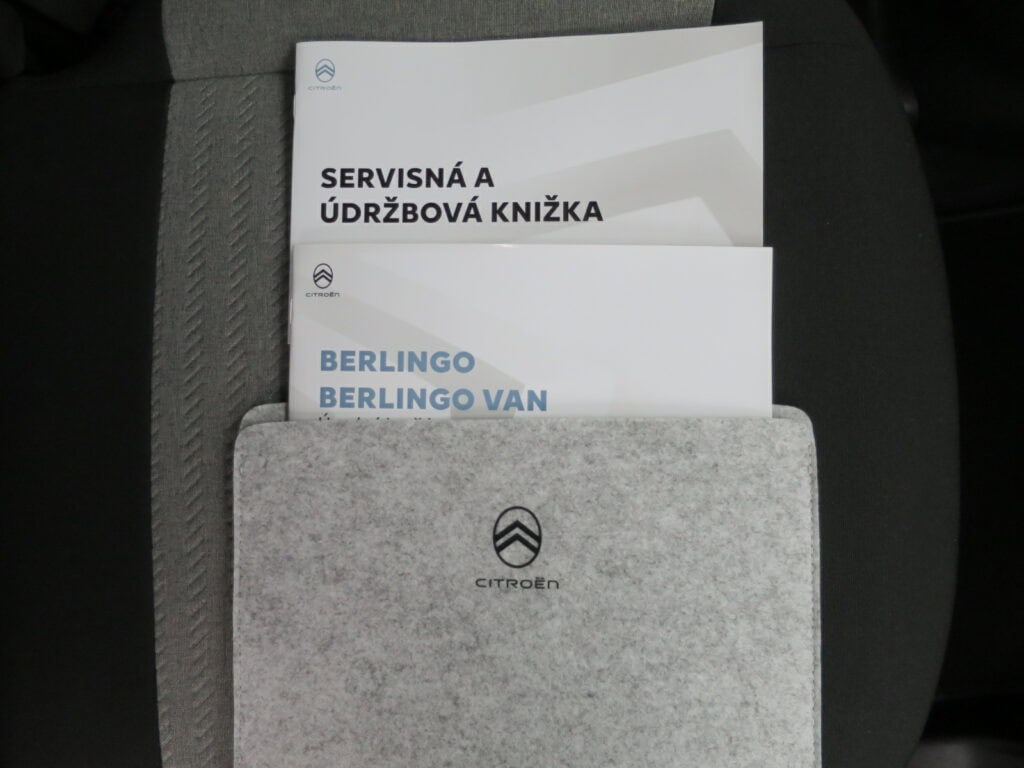 CITROËN
SERVISNÁ A
ÚDRŽBOVÁ KNIŽKA
CITROËN
BERLINGO
BERLINGO VAN
CITROËN